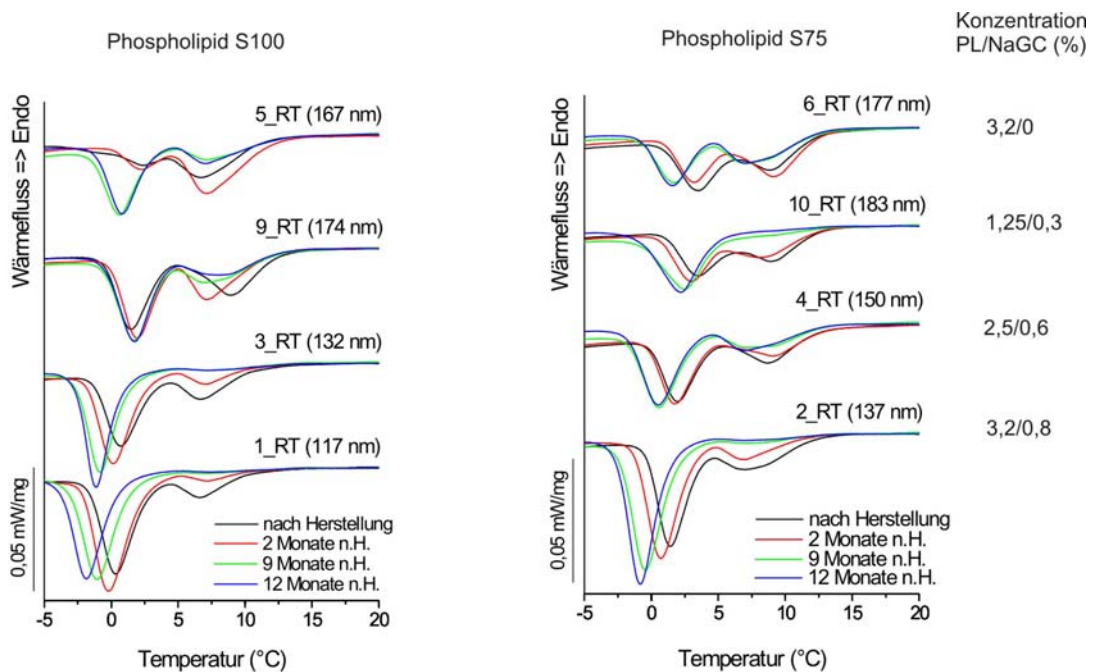 Phospholipid S100
Phospholipid S75
Konzentration
PL/NaGC (%)
Wärmefluss => Endo
5_RT (167 nm)
9_RT (174 nm)
3_RT (132 nm)
1_RT (117 nm)
0,05 mW/mg
nach Herstellung
2 Monate n.H.
9 Monate n.H.
12 Monate n.H.
-5 0 5 10 15 20
Temperatur (°C)
Wärmefluss => Endo
6_RT (177 nm)
10_RT (183 nm)
4_RT (150 nm)
2_RT (137 nm)
0,05 mW/mg
nach Herstellung
2 Monate n.H.
9 Monate n.H.
12 Monate n.H.
-5 0 5 10 15 20
Temperatur (°C)
3,2/0
1,25/0,3
2,5/0,6
3,2/0,8